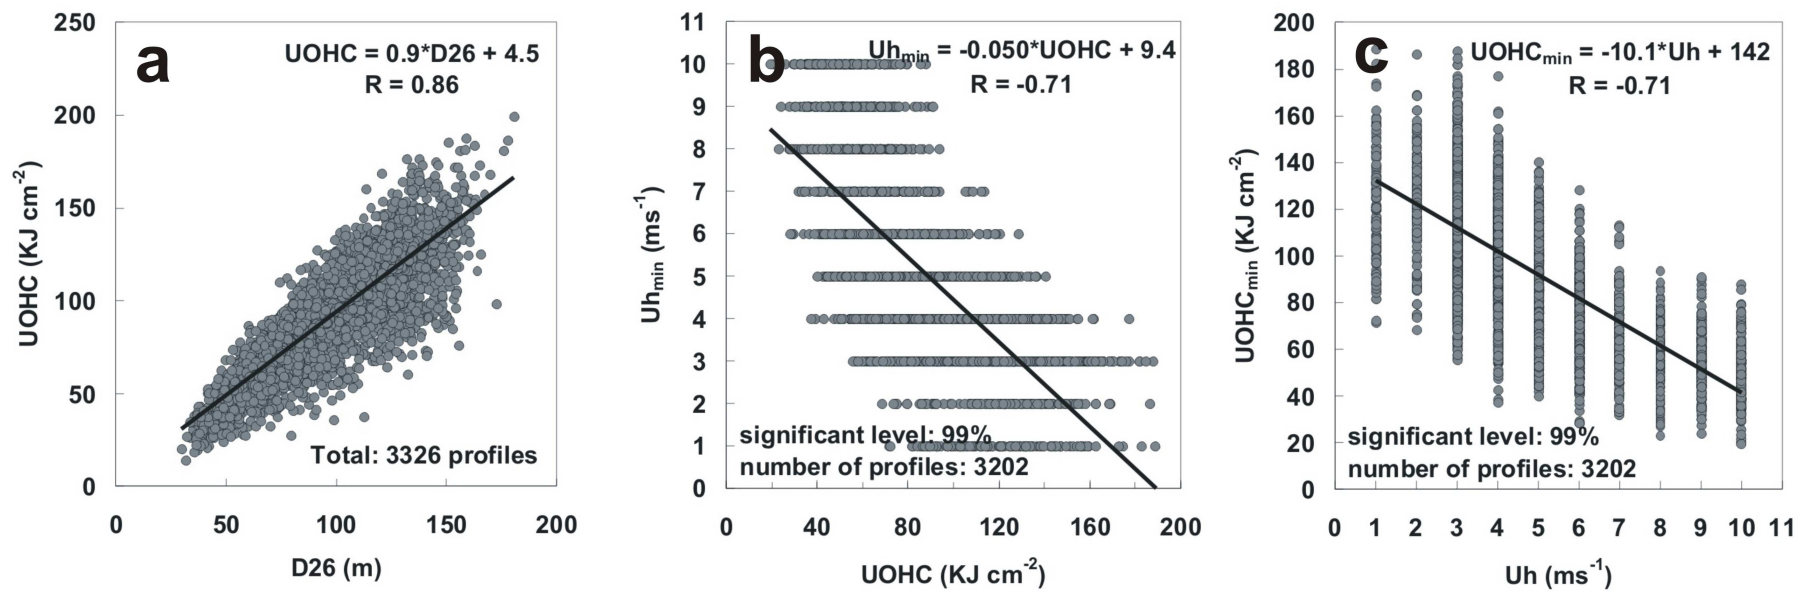 a
UOHC = 0.9*D26 + 4.5
R = 0.86
Total: 3326 profiles
UOHC (KJ cm⁻²)
250
200
150
100
50
0
0 50 100 150 200
D26 (m)
b
Uhmin = -0.050*UOHC + 9.4
R = -0.71
significant level: 99%
number of profiles: 3202
Uhmin (ms⁻¹)
11
10
9
8
7
6
5
4
3
2
1
0
0 40 80 120 160 200
UOHC (KJ cm⁻²)
c
UOHCmin = -10.1*Uh + 142
R = -0.71
significant level: 99%
number of profiles: 3202
UOHCmin (KJ cm⁻²)
200
180
160
140
120
100
80
60
40
20
0
0 1 2 3 4 5 6 7 8 9 10 11
Uh (ms⁻¹)